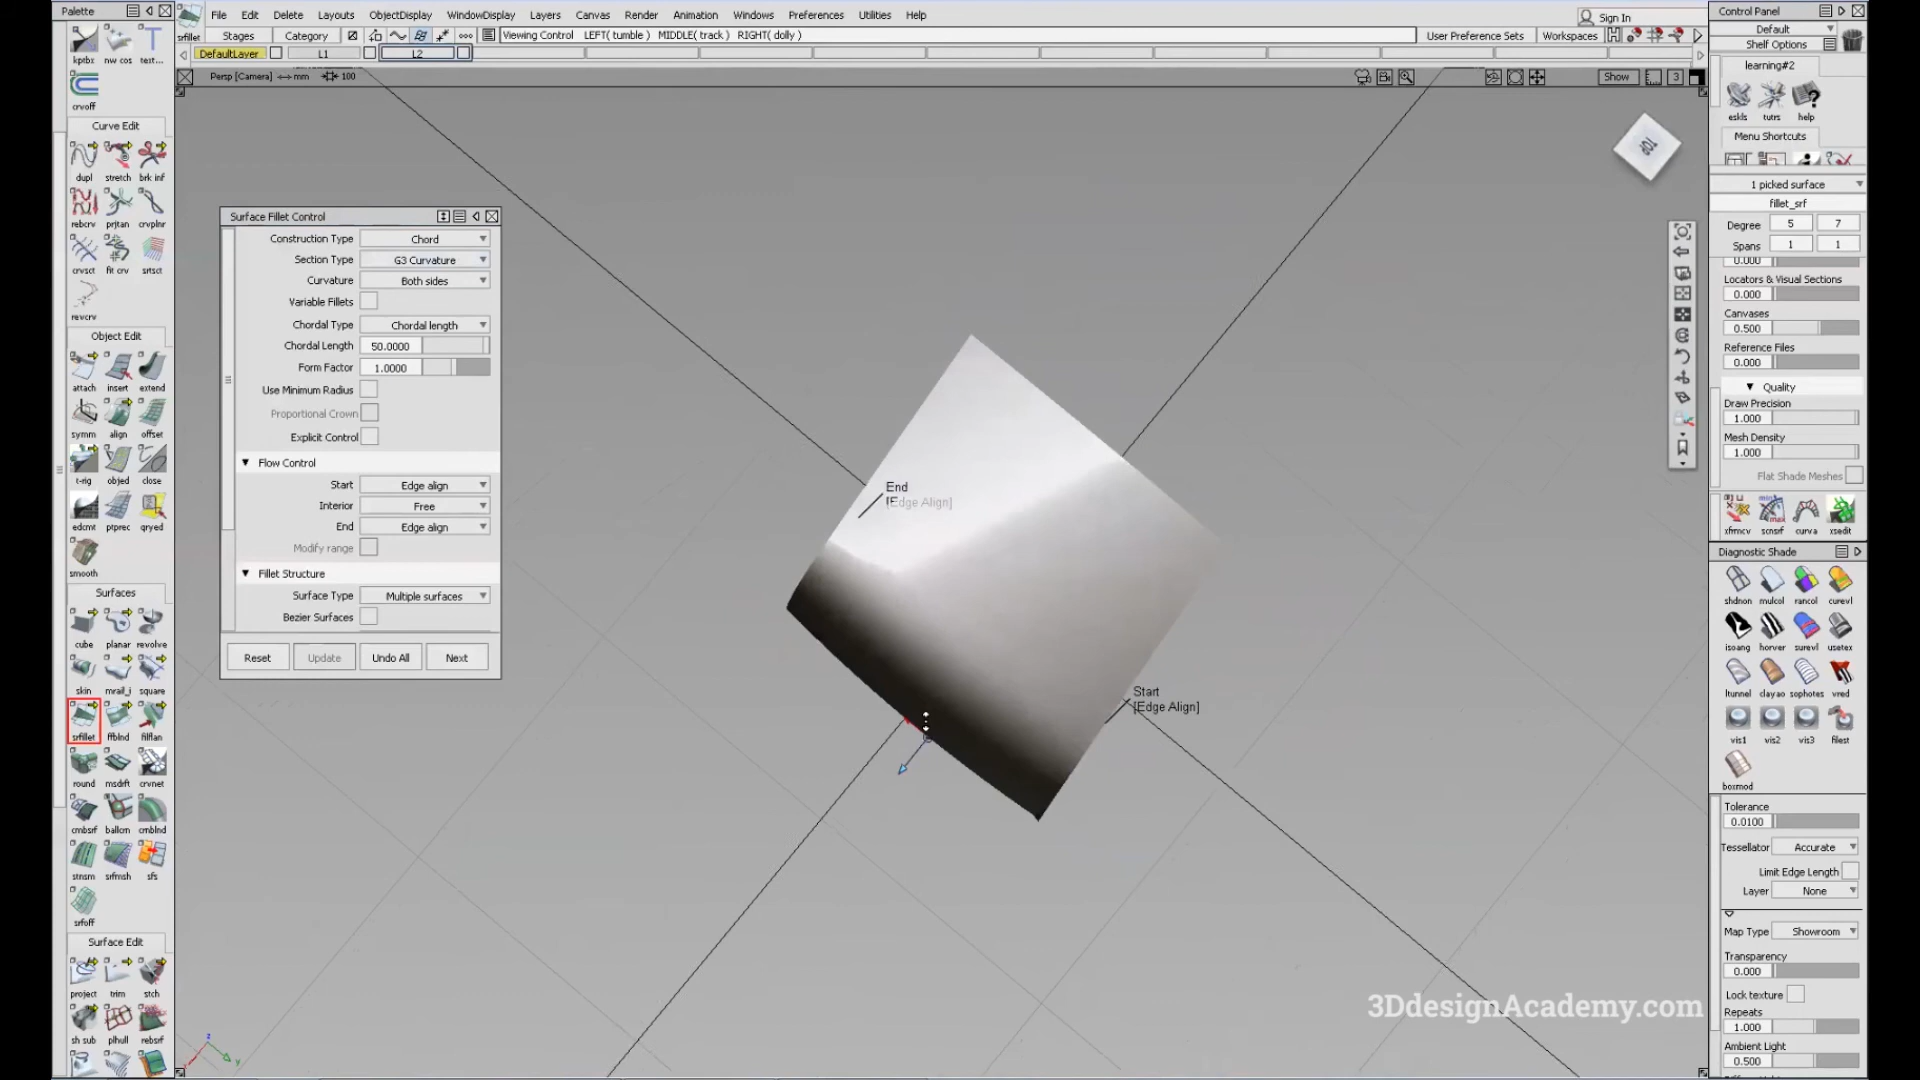 Palette
File Edit Delete Layouts ObjectDisplay WindowDisplay Layers Canvas Render Animation Windows Preferences Utilities Help
Sign In
Control Panel
srfillet Stages Category Viewing Control LEFT( tumble ) MIDDLE( track ) RIGHT( dolly ) User Preference Sets Workspaces
Default
Shelf Options
DefaultLayer L1 L2
Persp [Camera] mm 100
Show 3
kptbx nw cos text...
crvoff
Curve Edit
dupl stretch brk inf
rebcrv prjtan crvplnr
crvsct fit crv srtsct
revcrv
Object Edit
attach insert extend
symm align offset
t-rig objed close
edcmt ptprec qryed
smooth
Surfaces
cube planar revolve
skin mrail_i square
srfillet ffblnd filflan
round msdrft crvnet
cmbsrf ballcrn cmblnd
stnsm srfmsh sfs
srfoff
Surface Edit
project trim stch
sh sub plhull rebsrf
Surface Fillet Control
Construction Type Chord
Section Type G3 Curvature
Curvature Both sides
Variable Fillets
Chordal Type Chordal length
Chordal Length 50.0000
Form Factor 1.0000
Use Minimum Radius
Proportional Crown
Explicit Control
Flow Control
Start Edge align
Interior Free
End Edge align
Modify range
Fillet Structure
Surface Type Multiple surfaces
Bezier Surfaces
Reset Update Undo All Next
TOP
End
[Edge Align]
Start
[Edge Align]
z
y
learning#2
eskls tutrs help
Menu Shortcuts
1 picked surface
fillet_srf
Degree 5 7
Spans 1 1
0.000
Locators & Visual Sections
0.000
Canvases
0.500
Reference Files
0.000
Quality
Draw Precision
1.000
Mesh Density
1.000
Flat Shade Meshes
xfrmcv scnsrf curva xsedit
Diagnostic Shade
shdnon mulcol rancol curevl
isoang horver surevl usetex
ltunnel clayao sophotes vred
vis1 vis2 vis3 filest
boxmod
Tolerance
0.0100
Tessellator Accurate
Limit Edge Length
Layer None
Map Type Showroom
Transparency
0.000
Lock texture
Repeats
1.000
Ambient Light
0.500
3DdesignAcademy.com